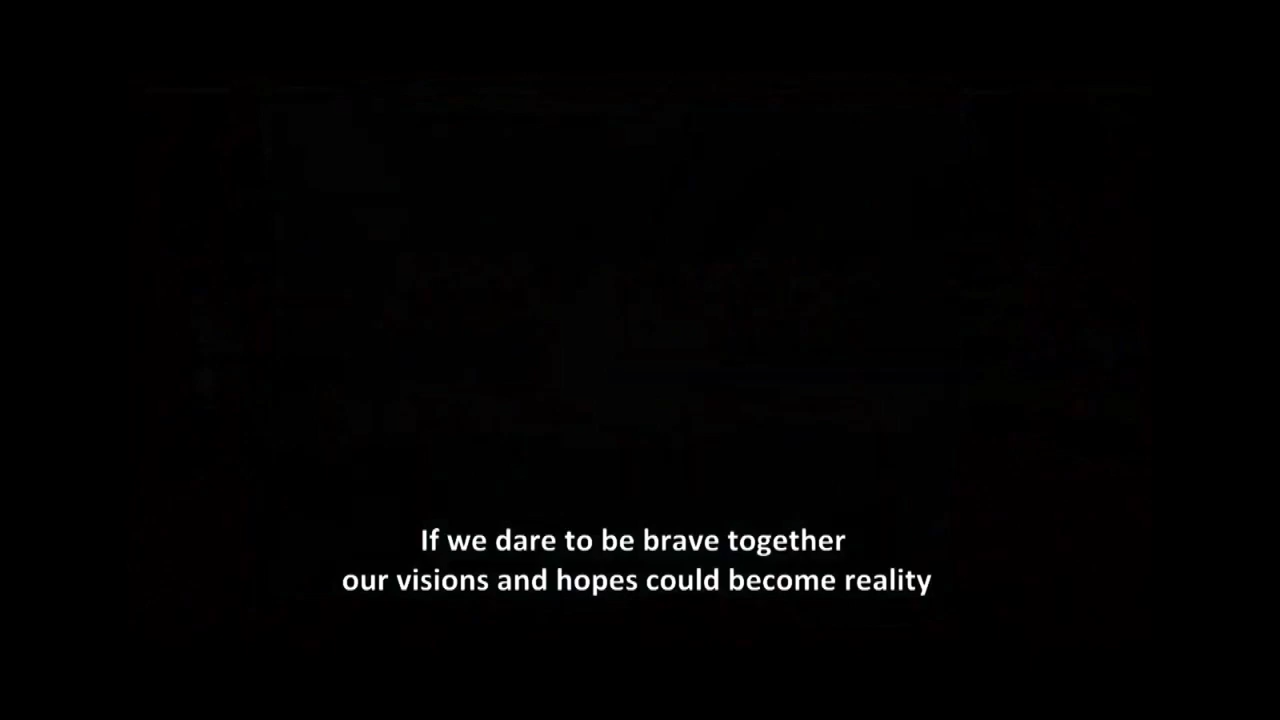 If we dare to be brave together
our visions and hopes could become reality